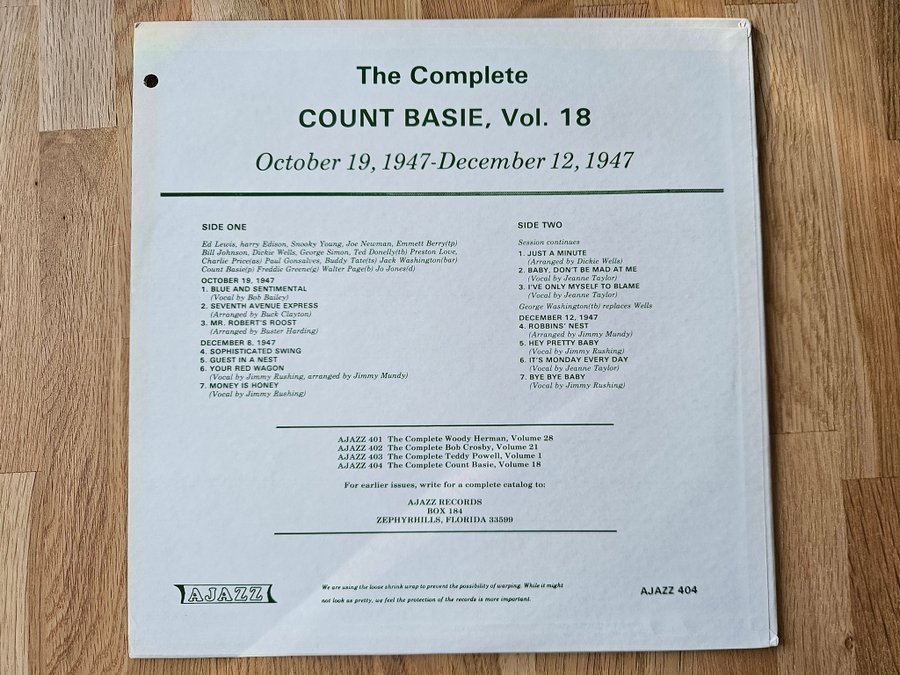 The Complete
COUNT BASIE, Vol. 18
October 19, 1947-December 12, 1947
SIDE ONE
Ed Lewis, harry Edison, Snooky Young, Joe Newman, Emmett Berry(tp)
Bill Johnson, Dickie Wells, George Simon, Ted Donelly(tb) Preston Love,
Charlie Price(as) Paul Gonsalves, Buddy Tate(ts) Jack Washington(bar)
Count Basie(p) Freddie Greene(g) Walter Page(b) Jo Jones(d)
OCTOBER 19, 1947
1. BLUE AND SENTIMENTAL
(Vocal by Bob Bailey)
2. SEVENTH AVENUE EXPRESS
(Arranged by Buck Clayton)
3. MR. ROBERT'S ROOST
(Arranged by Buster Harding)
DECEMBER 8, 1947
4. SOPHISTICATED SWING
5. GUEST IN A NEST
6. YOUR RED WAGON
(Vocal by Jimmy Rushing, arranged by Jimmy Mundy)
7. MONEY IS HONEY
(Vocal by Jimmy Rushing)
SIDE TWO
Session continues
1. JUST A MINUTE
(Arranged by Dickie Wells)
2. BABY, DON'T BE MAD AT ME
(Vocal by Jeanne Taylor)
3. I'VE ONLY MYSELF TO BLAME
(Vocal by Jeanne Taylor)
George Washington(tb) replaces Wells
DECEMBER 12, 1947
4. ROBBINS' NEST
(Arranged by Jimmy Mundy)
5. HEY PRETTY BABY
(Vocal by Jimmy Rushing)
6. IT'S MONDAY EVERY DAY
(Vocal by Jeanne Taylor)
7. BYE BYE BABY
(Vocal by Jimmy Rushing)
AJAZZ 401 The Complete Woody Herman, Volume 28
AJAZZ 402 The Complete Bob Crosby, Volume 21
AJAZZ 403 The Complete Teddy Powell, Volume 1
AJAZZ 404 The Complete Count Basie, Volume 18
For earlier issues, write for a complete catalog to:
AJAZZ RECORDS
BOX 184
ZEPHYRHILLS, FLORIDA 33599
AJAZZ
We are using the loose shrink wrap to prevent the possibility of warping. While it might
not look as pretty, we feel the protection of the records is more important.
AJAZZ 404